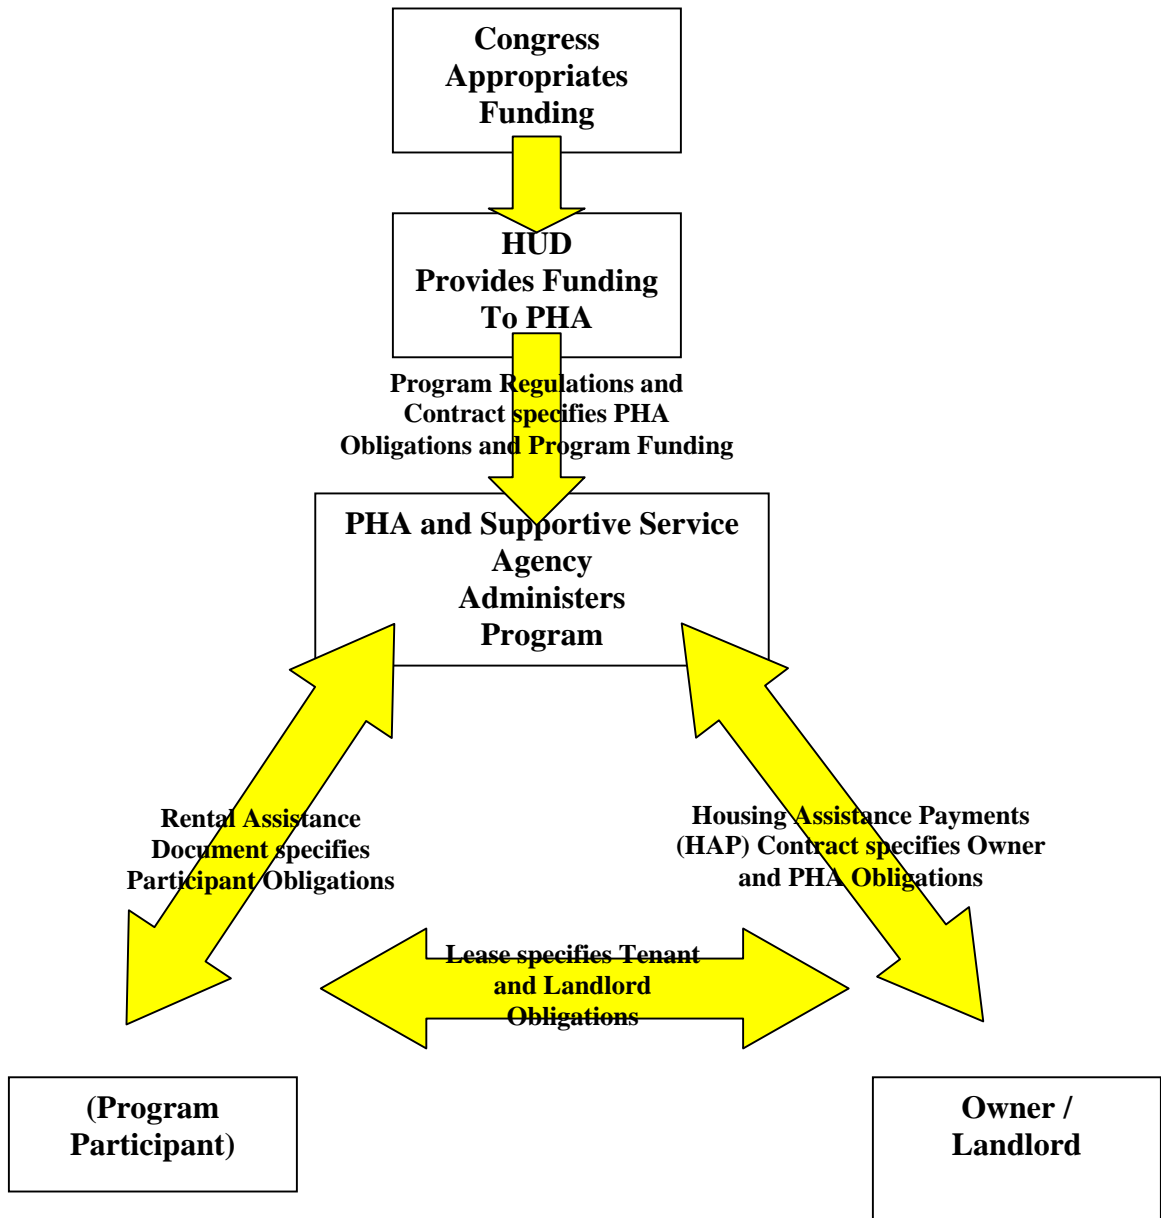 Congress
Appropriates
Funding
HUD
Provides Funding
To PHA
Program Regulations and
Contract specifies PHA
Obligations and Program Funding
PHA and Supportive Service
Agency
Administers
Program
Rental Assistance
Document specifies
Participant Obligations
Housing Assistance Payments
(HAP) Contract specifies Owner
and PHA Obligations
Lease specifies Tenant
and Landlord
Obligations
(Program
Participant)
Owner /
Landlord